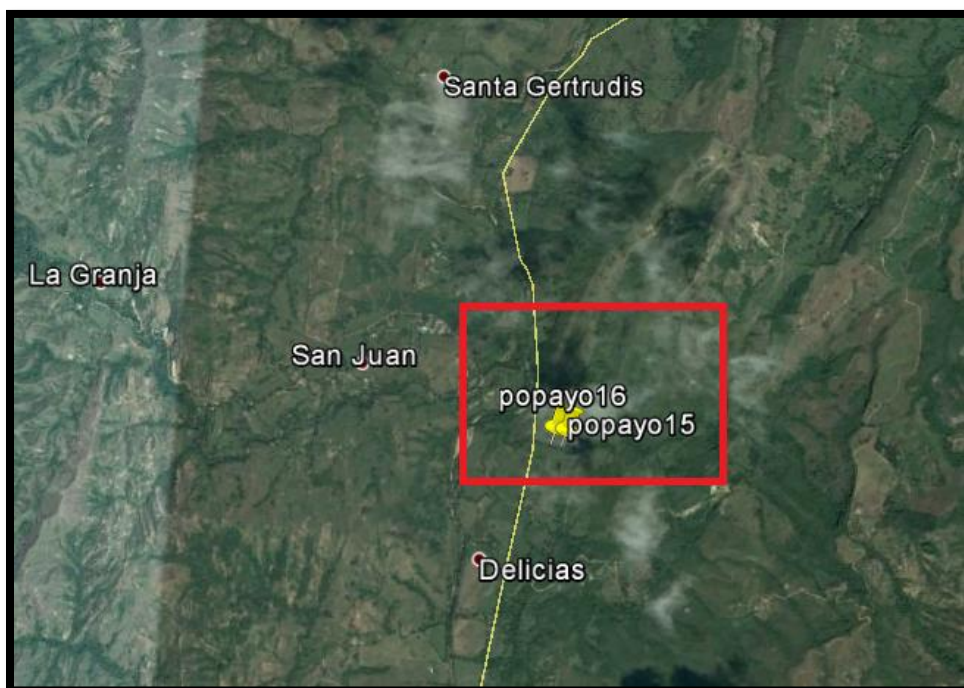 Santa Gertrudis
La Granja
San Juan
popayo16
popayo15
Delicias